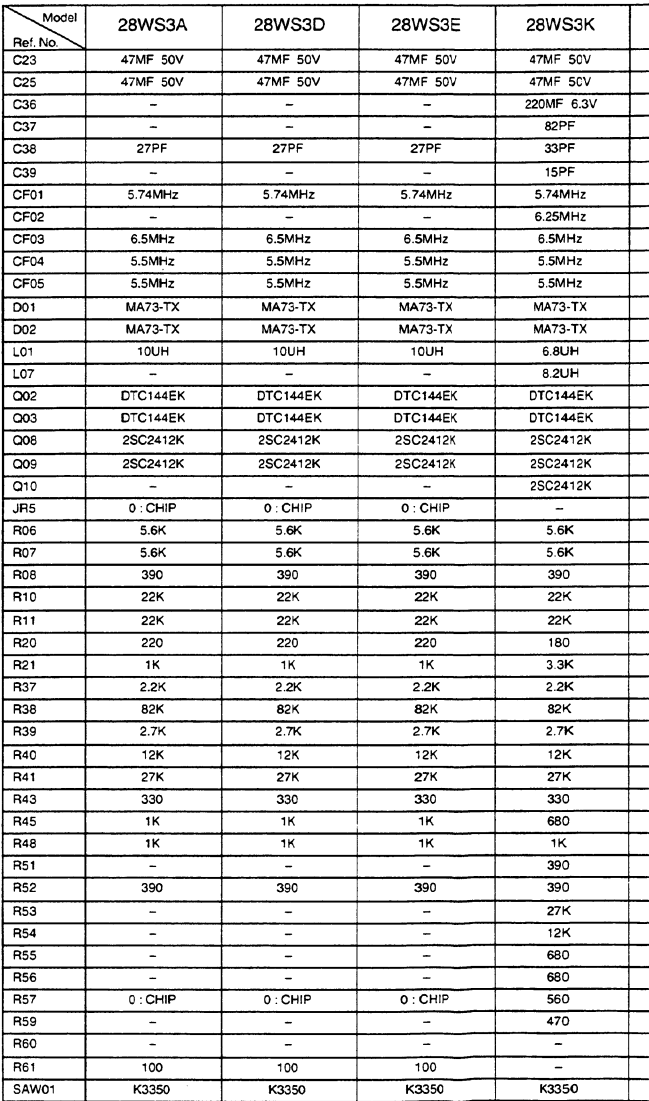 Model 28WS3A 28WS3D 28WS3E 28WS3K
Ref. No.
C23 47MF 50V 47MF 50V 47MF 50V 47MF 50V
C25 47MF 50V 47MF 50V 47MF 50V 47MF 50V
C36 – – – 220MF 6.3V
C37 – – – 82PF
C38 27PF 27PF 27PF 33PF
C39 – – – 15PF
CF01 5.74MHz 5.74MHz 5.74MHz 5.74MHz
CF02 – – – 6.25MHz
CF03 6.5MHz 6.5MHz 6.5MHz 6.5MHz
CF04 5.5MHz 5.5MHz 5.5MHz 5.5MHz
CF05 5.5MHz 5.5MHz 5.5MHz 5.5MHz
D01 MA73-TX MA73-TX MA73-TX MA73-TX
D02 MA73-TX MA73-TX MA73-TX MA73-TX
L01 10UH 10UH 10UH 6.8UH
L07 – – – 8.2UH
Q02 DTC144EK DTC144EK DTC144EK DTC144EK
Q03 DTC144EK DTC144EK DTC144EK DTC144EK
Q08 2SC2412K 2SC2412K 2SC2412K 2SC2412K
Q09 2SC2412K 2SC2412K 2SC2412K 2SC2412K
Q10 – – – 2SC2412K
JR5 0 : CHIP 0 : CHIP 0 : CHIP –
R06 5.6K 5.6K 5.6K 5.6K
R07 5.6K 5.6K 5.6K 5.6K
R08 390 390 390 390
R10 22K 22K 22K 22K
R11 22K 22K 22K 22K
R20 220 220 220 180
R21 1K 1K 1K 3.3K
R37 2.2K 2.2K 2.2K 2.2K
R38 82K 82K 82K 82K
R39 2.7K 2.7K 2.7K 2.7K
R40 12K 12K 12K 12K
R41 27K 27K 27K 27K
R43 330 330 330 330
R45 1K 1K 1K 680
R48 1K 1K 1K 1K
R51 – – – 390
R52 390 390 390 390
R53 – – – 27K
R54 – – – 12K
R55 – – – 680
R56 – – – 680
R57 0 : CHIP 0 : CHIP 0 : CHIP 560
R59 – – – 470
R60 – – – –
R61 100 100 100 –
SAW01 K3350 K3350 K3350 K3350